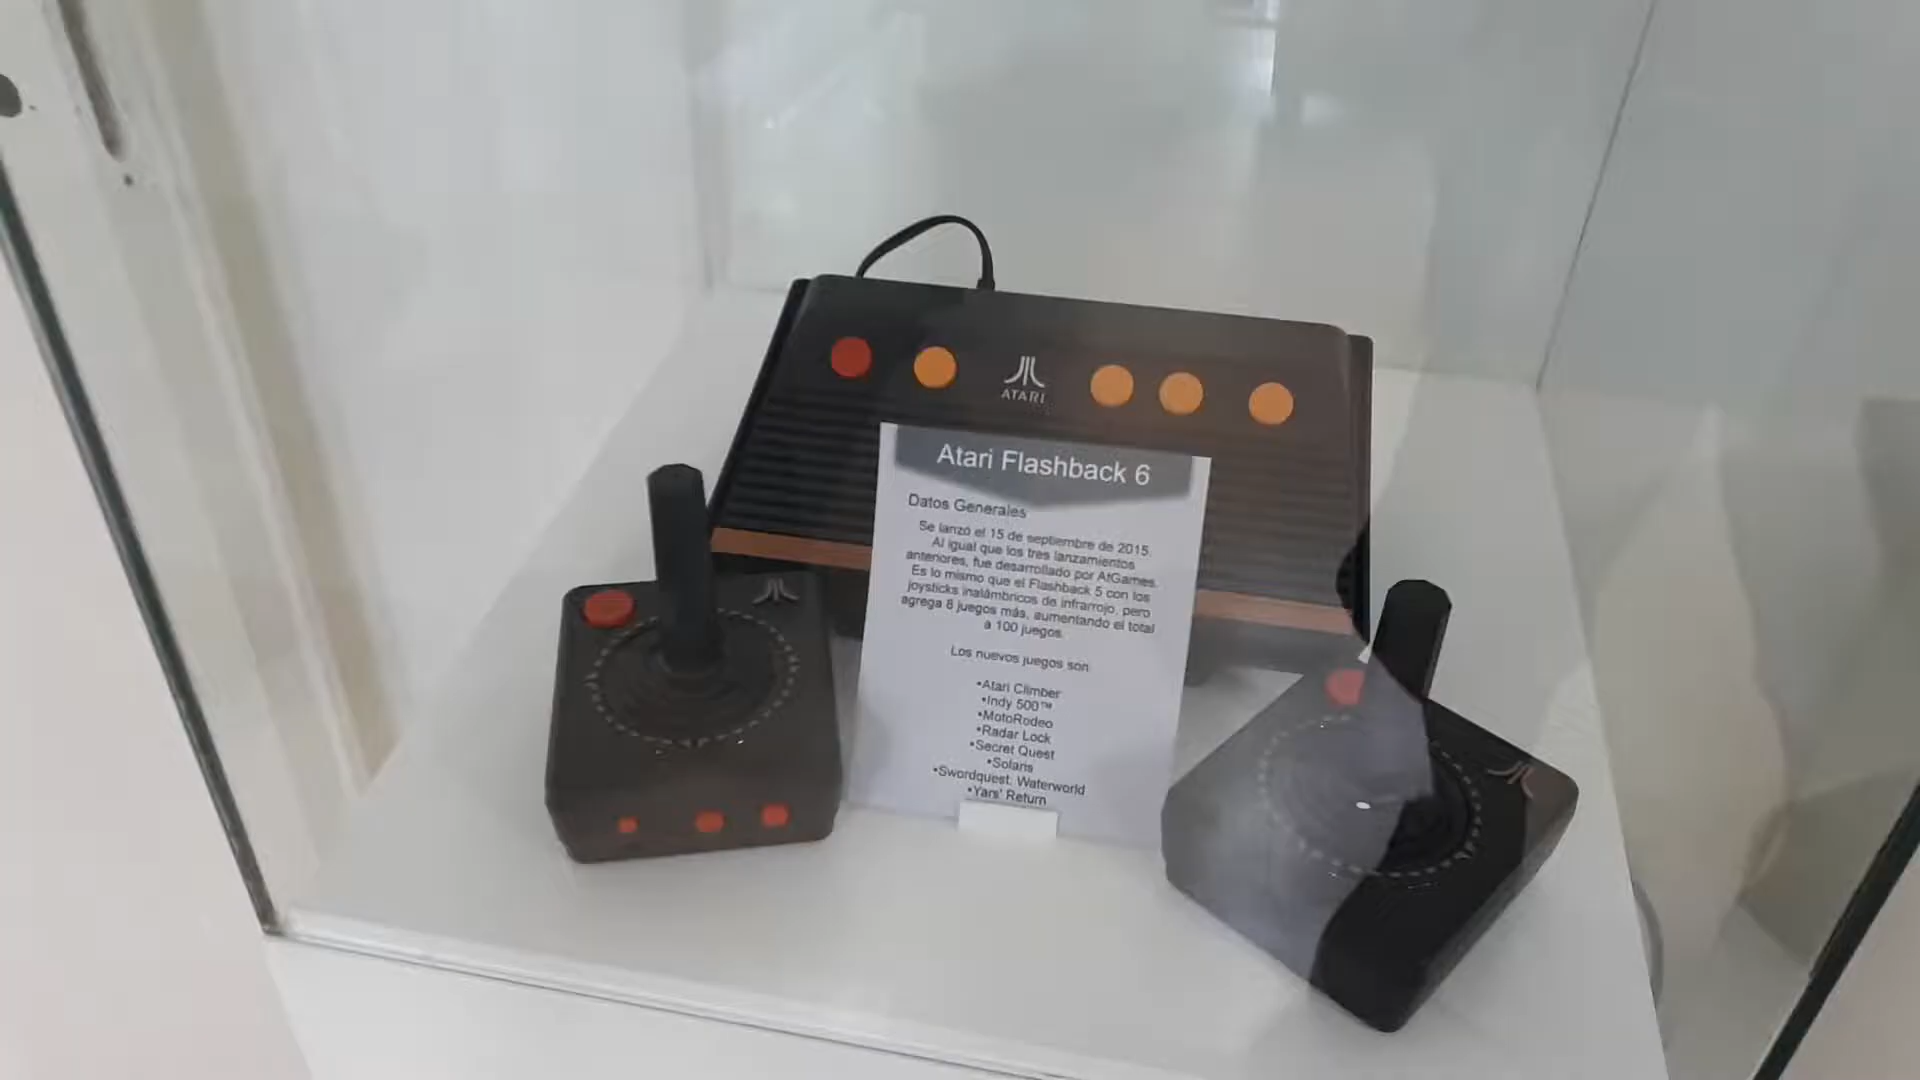 ATARI
Atari Flashback 6
Datos Generales
Se lanzó el 15 de septiembre de 2015.
Al igual que los tres lanzamientos
anteriores, fue desarrollado por AtGames.
Es lo mismo que el Flashback 5 con los
joysticks inalámbricos de infrarrojo, pero
agrega 8 juegos más, aumentando el total
a 100 juegos.
Los nuevos juegos son:
•Atari Climber
•Indy 500™
•MotoRodeo
•Radar Lock
•Secret Quest
•Solaris
•Swordquest: Waterworld
•Yars' Return